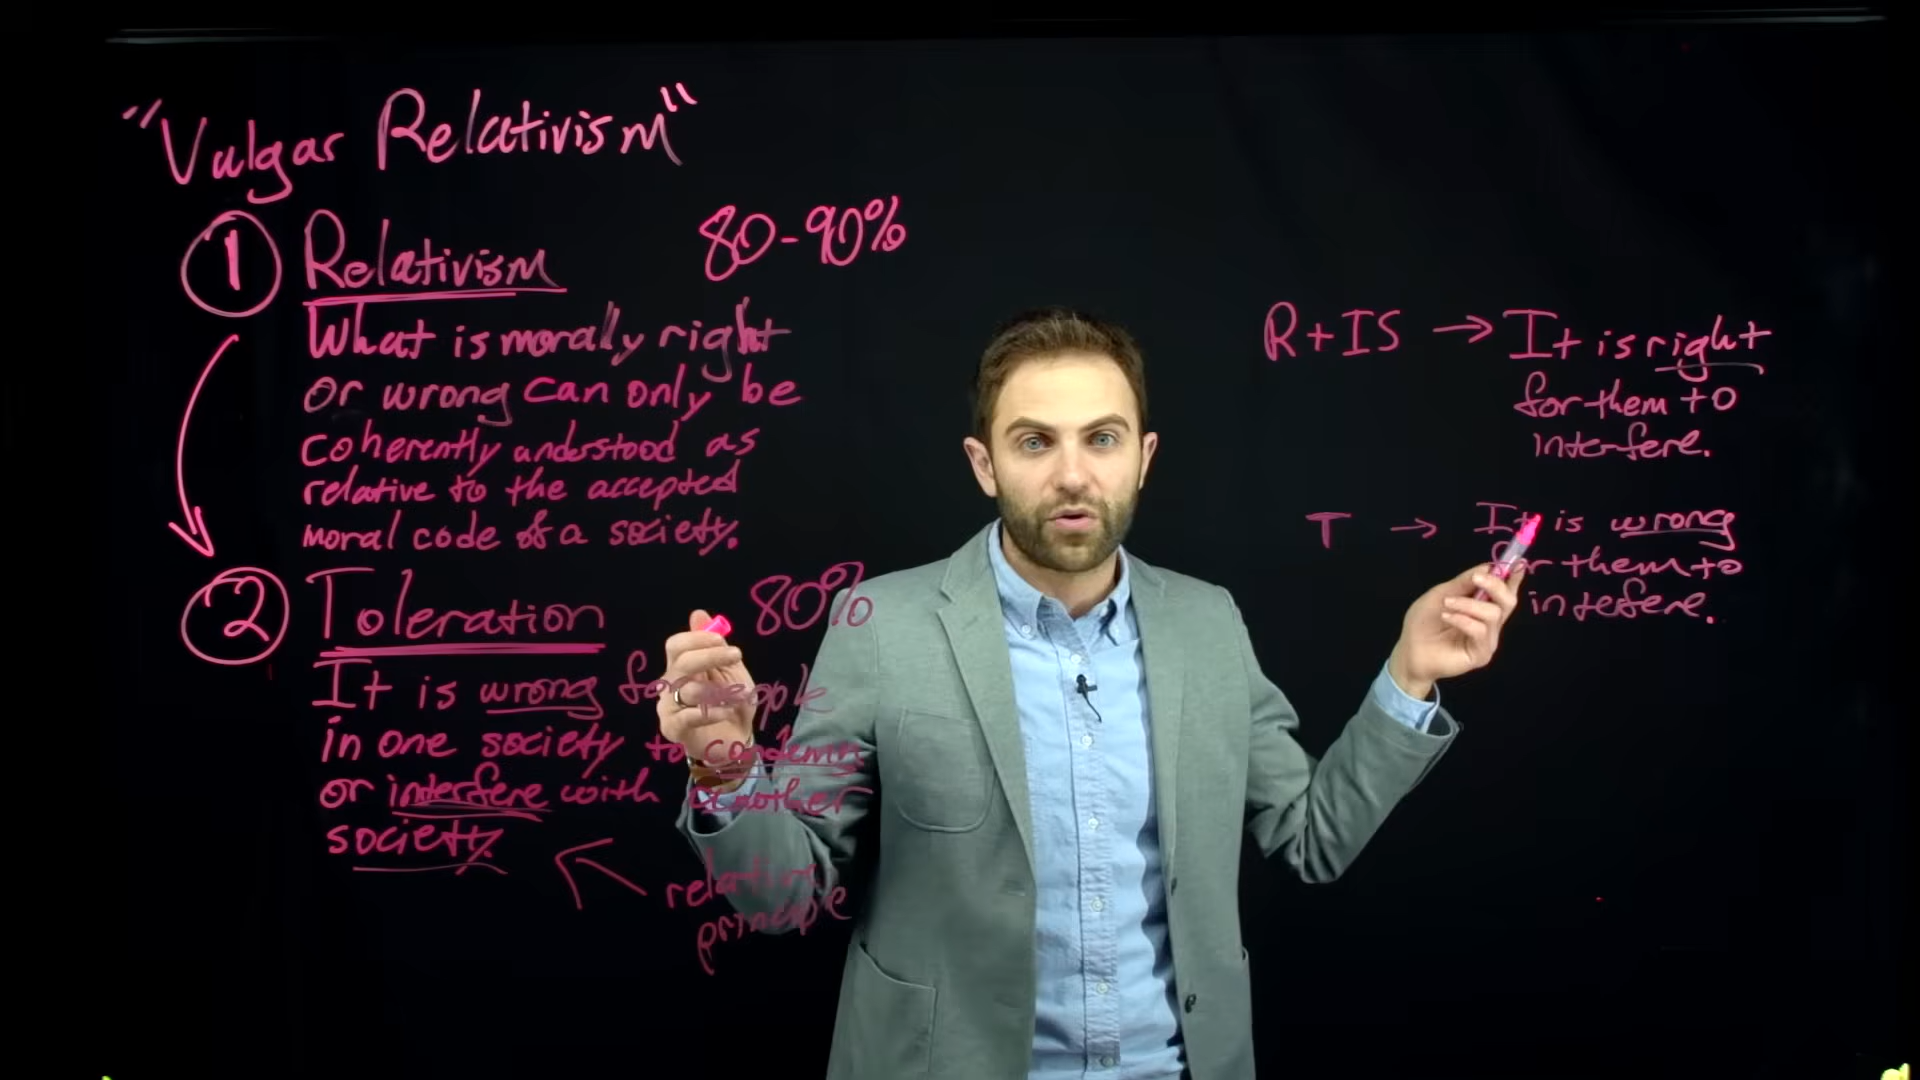 "Vulgar Relativism"
1 Relativism
80-90%
What is morally right
or wrong can only be
coherently understood as
relative to the accepted
moral code of a society.
2 Toleration
80%
It is wrong for people
in one society to condemn
or interfere with another
society.
relative
principle
R+IS → It is right
for them to
interfere.
T → It is wrong
for them to
interfere.